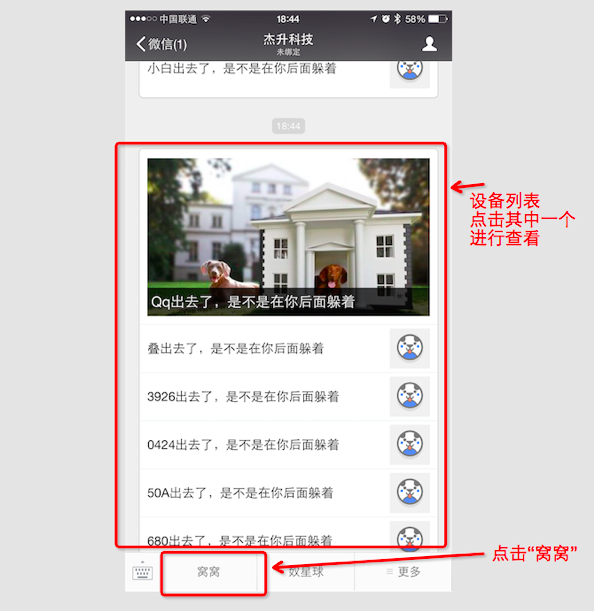 中国联通 18:44 58%
微信(1) 杰升科技
未绑定
小白出去了，是不是在你后面躲着
18:44
设备列表
点击其中一个
进行查看
Qq出去了，是不是在你后面躲着
叠出去了，是不是在你后面躲着
3926出去了，是不是在你后面躲着
0424出去了，是不是在你后面躲着
50A出去了，是不是在你后面躲着
680出去了，是不是在你后面躲着
点击“窝窝”
窝窝 奴星球 更多